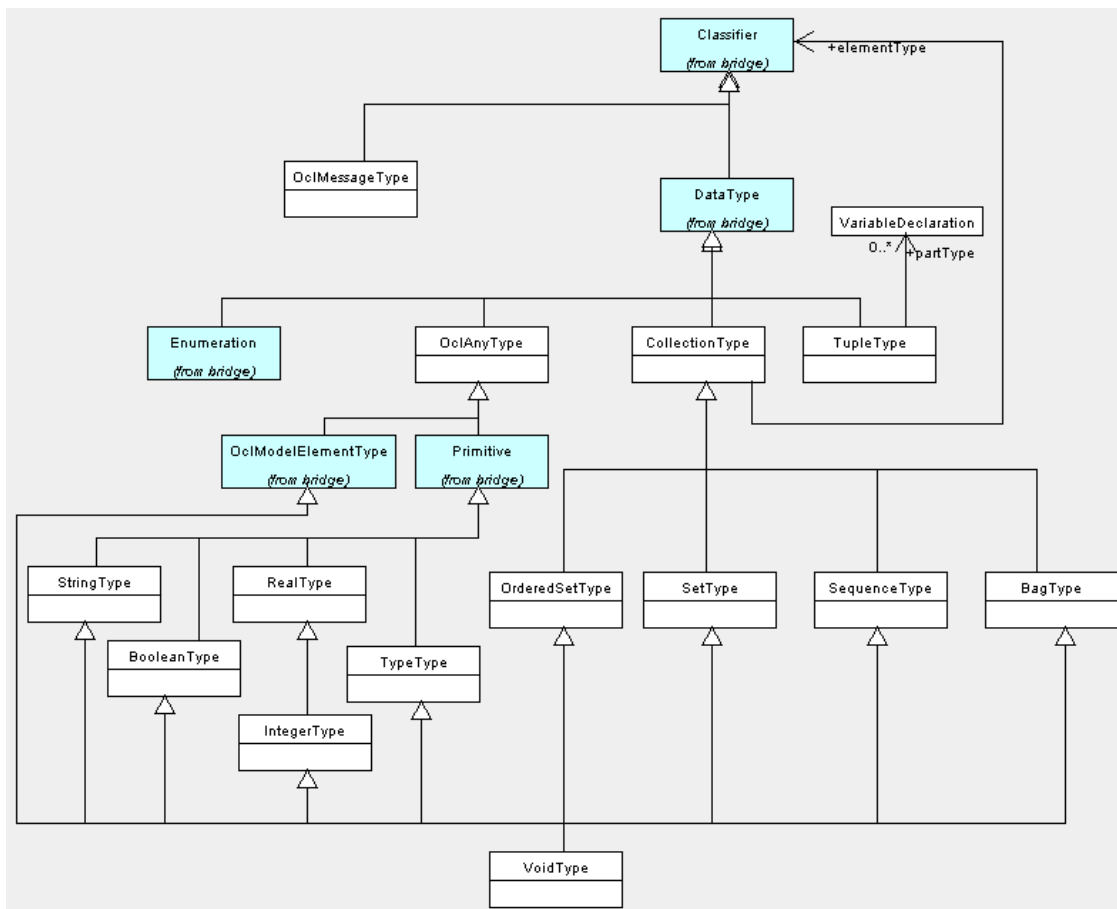 Classifier
(from bridge)
+elementType
OclMessageType
DataType
(from bridge)
VariableDeclaration
0..*
+partType
Enumeration
(from bridge)
OclAnyType
CollectionType
TupleType
OclModelElementType
(from bridge)
Primitive
(from bridge)
StringType
RealType
OrderedSetType
SetType
SequenceType
BagType
BooleanType
TypeType
IntegerType
VoidType